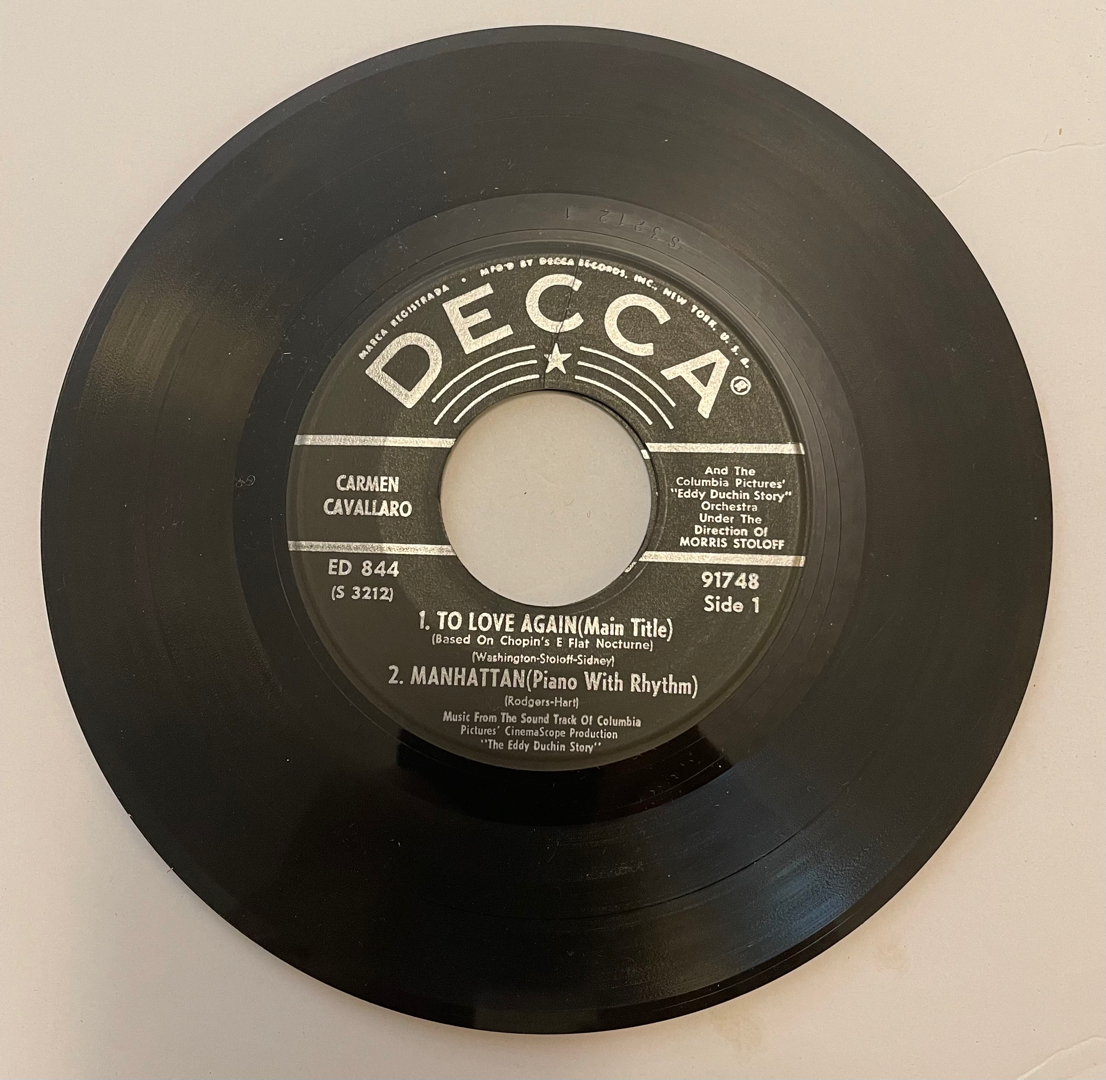 S 3212 1
MARCA REGISTRADA • MFG'D BY DECCA RECORDS, INC., NEW YORK, U. S. A.
DECCA®
CARMEN
CAVALLARO
And The
Columbia Pictures'
"Eddy Duchin Story"
Orchestra
Under The
Direction Of
MORRIS STOLOFF
ED 844
(S 3212)
91748
Side 1
1. TO LOVE AGAIN(Main Title)
(Based On Chopin's E Flat Nocturne)
(Washington-Stoloff-Sidney)
2. MANHATTAN(Piano With Rhythm)
(Rodgers-Hart)
Music From The Sound Track Of Columbia
Pictures' CinemaScope Production
"The Eddy Duchin Story"